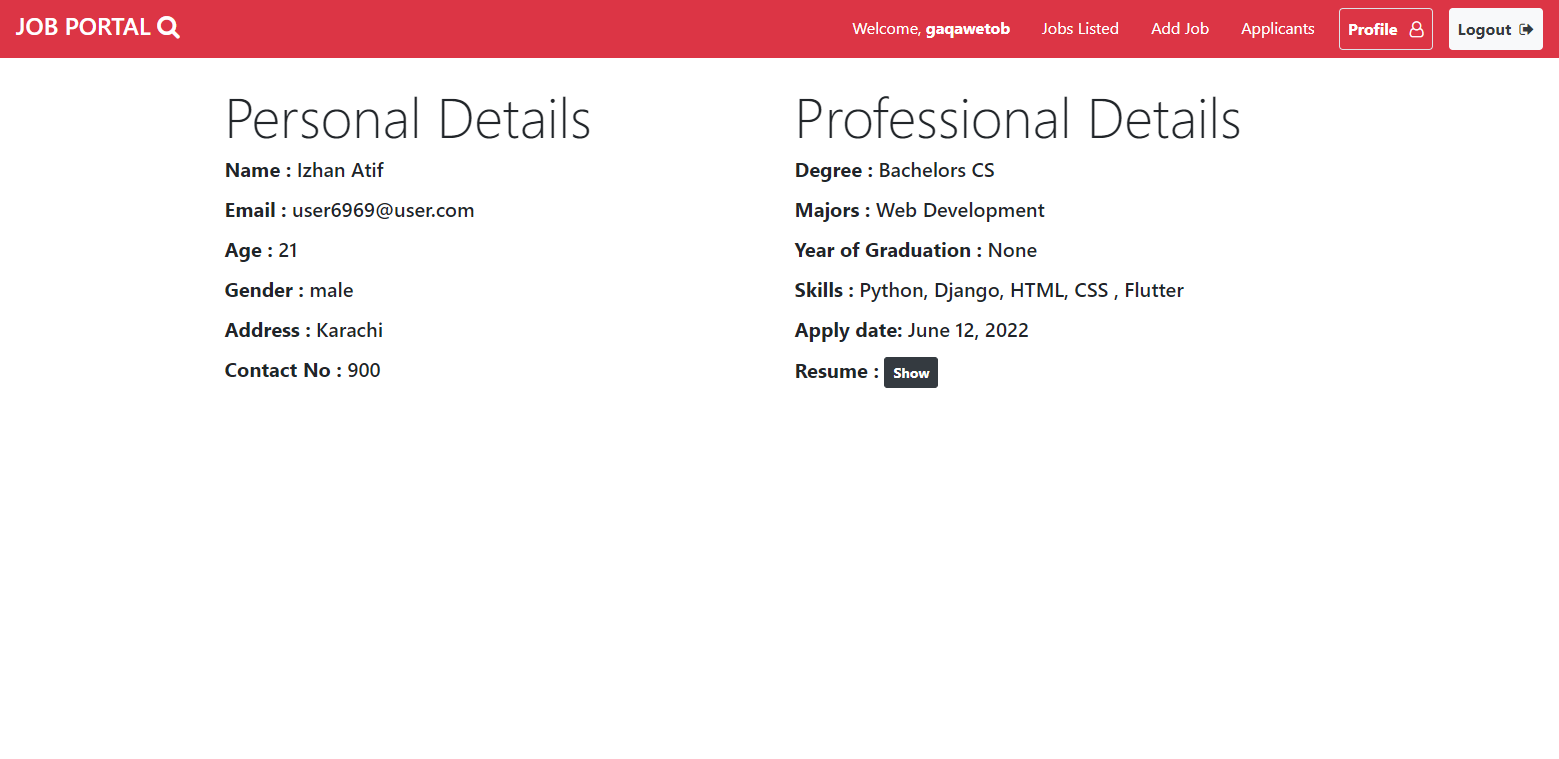 JOB PORTAL
Welcome, gaqawetob
Jobs Listed
Add Job
Applicants
Profile
Logout
Personal Details
Name : Izhan Atif
Email : user6969@user.com
Age : 21
Gender : male
Address : Karachi
Contact No : 900
Professional Details
Degree : Bachelors CS
Majors : Web Development
Year of Graduation : None
Skills : Python, Django, HTML, CSS , Flutter
Apply date: June 12, 2022
Resume : Show